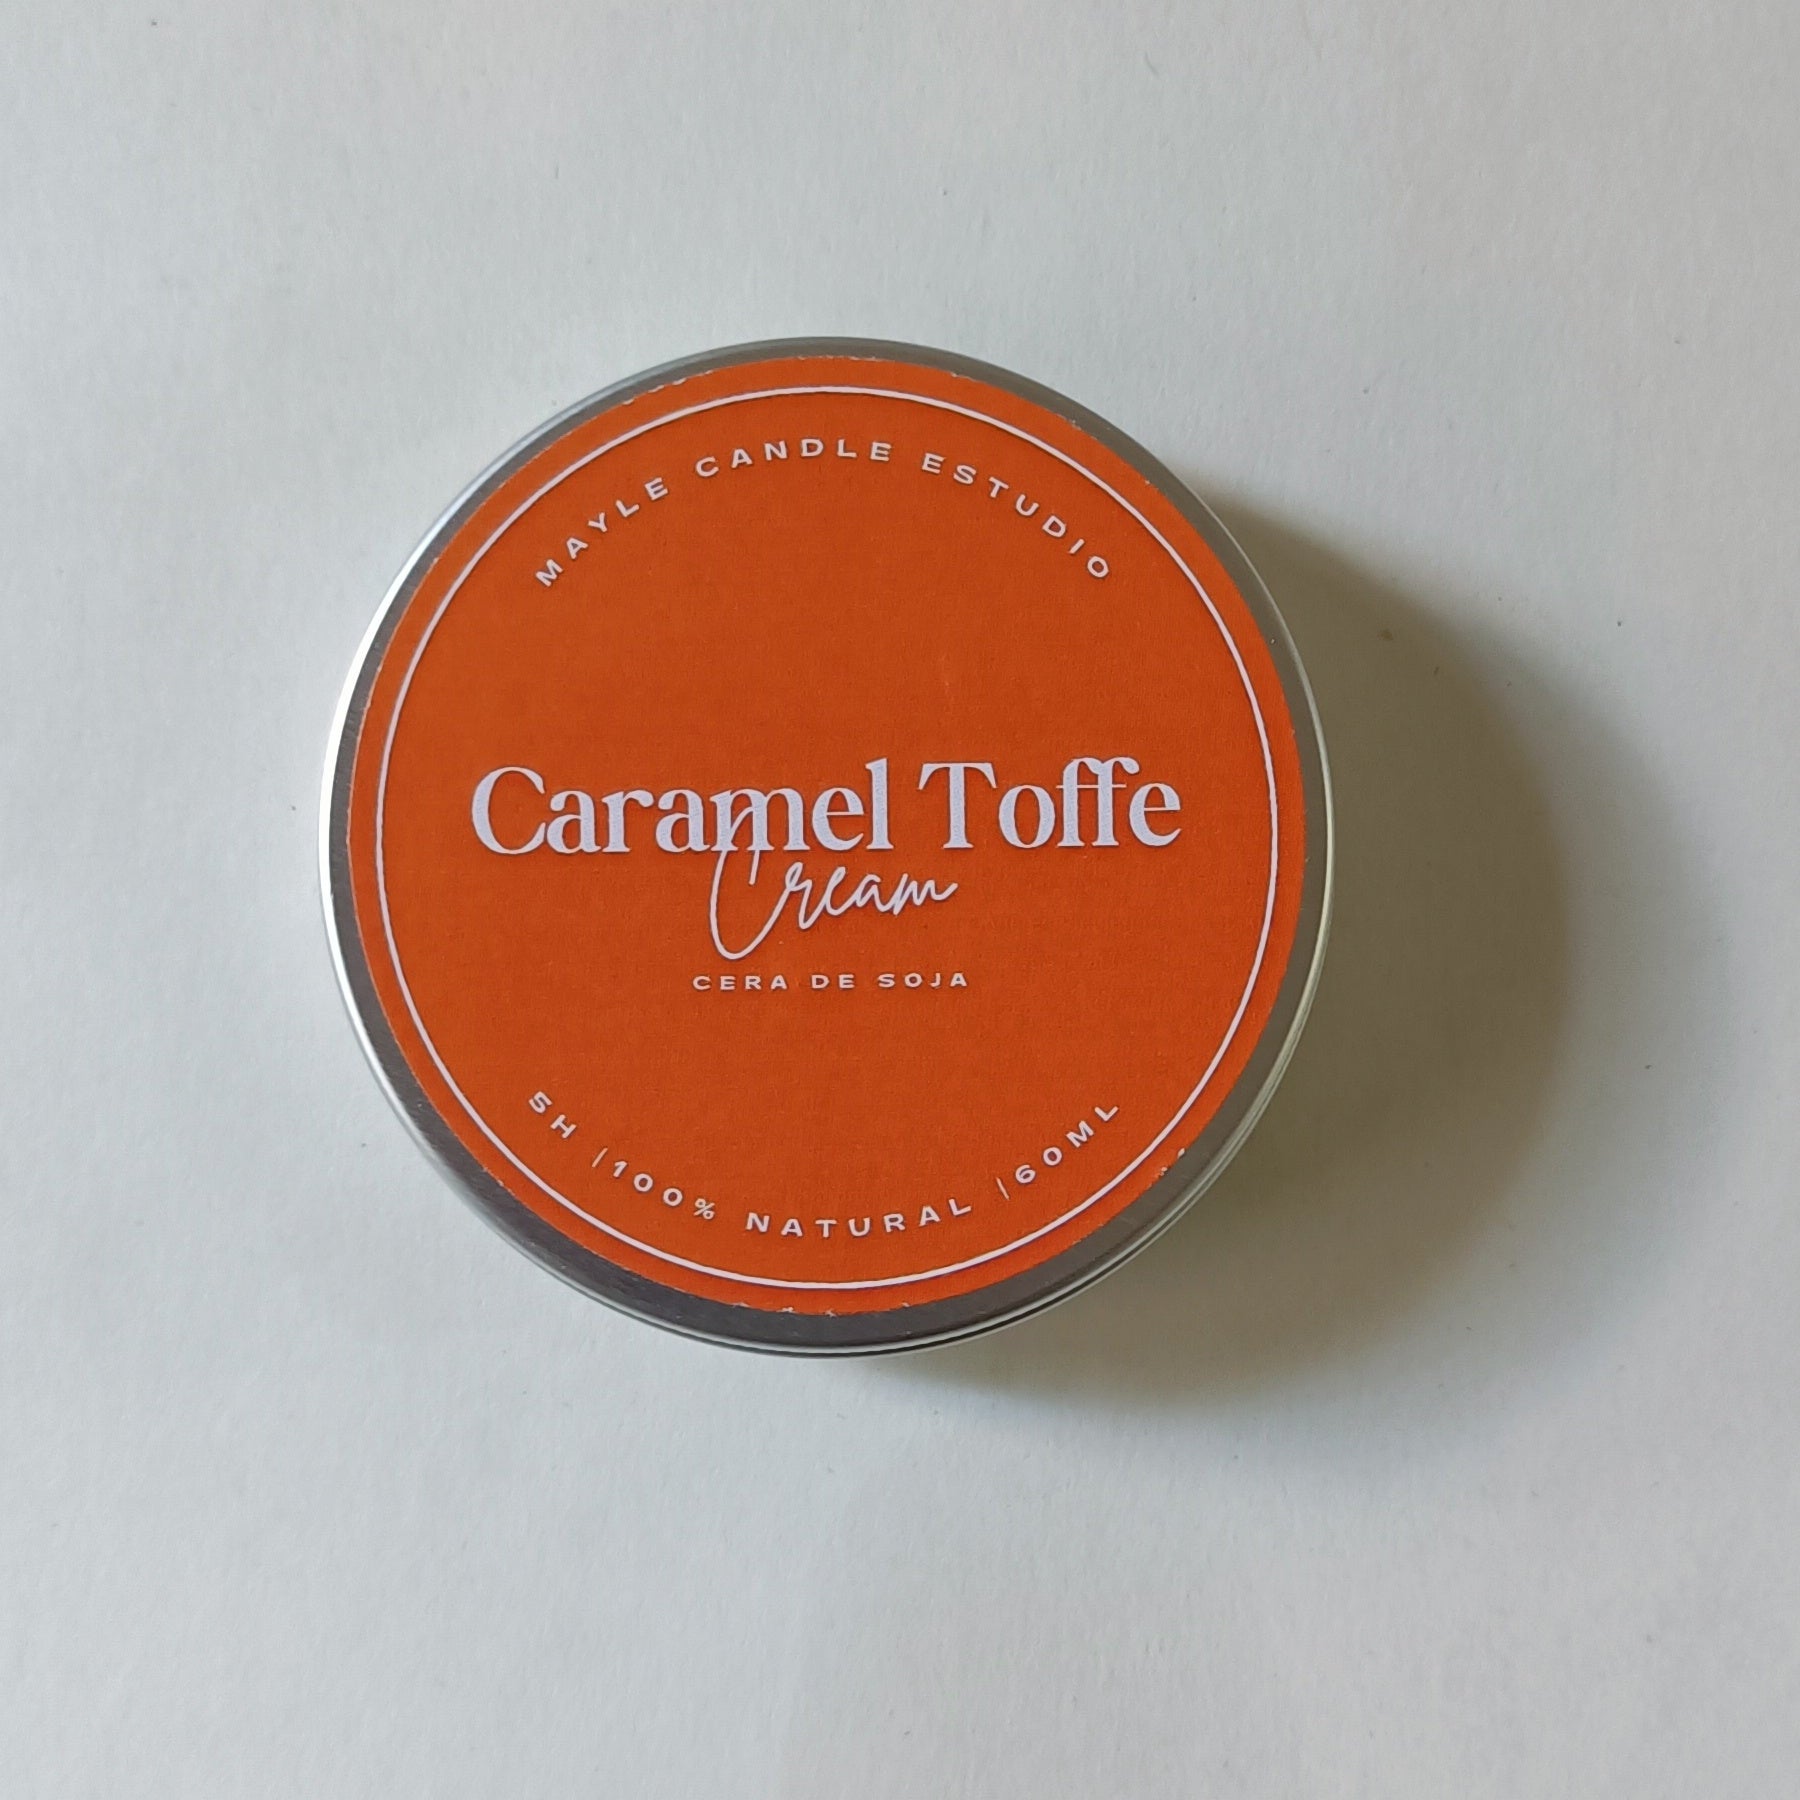 MAYLE CANDLE ESTUDIO
Caramel Toffe
Cream
CERA DE SOJA
5H |100% NATURAL |60ML